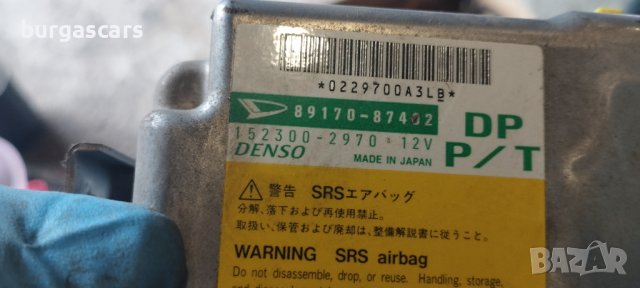 burgascars
*0229700A3LB*
89170-87402
152300-2970 12V
DENSO
MADE IN JAPAN
DP
P/T
警告 SRSエアバッグ
分解、落下および再使用禁止。
取扱い、保管および廃却は、整備解説書に従うこと。
WARNING SRS airbag
Do not disassemble, drop, or reuse. Handling, storage,
BAZAR